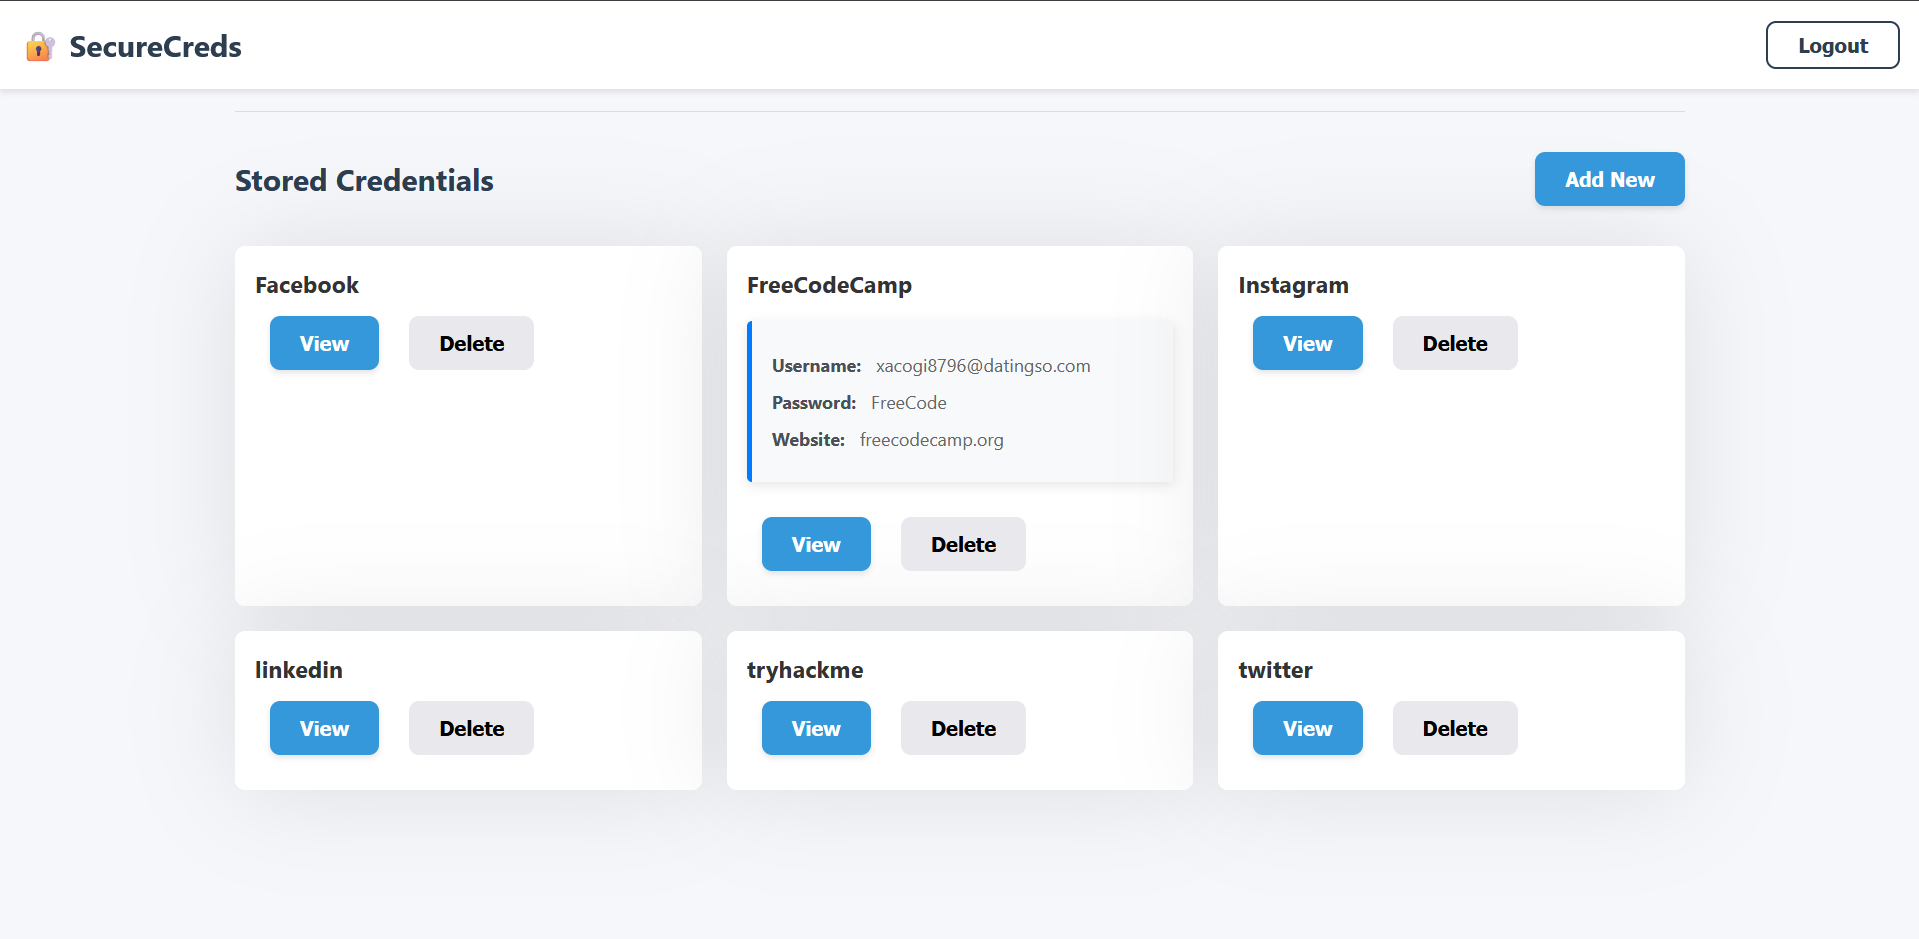 SecureCreds
Logout
Stored Credentials
Add New
Facebook
View
Delete
FreeCodeCamp
Username: xacogi8796@datingso.com
Password: FreeCode
Website: freecodecamp.org
View
Delete
Instagram
View
Delete
linkedin
View
Delete
tryhackme
View
Delete
twitter
View
Delete